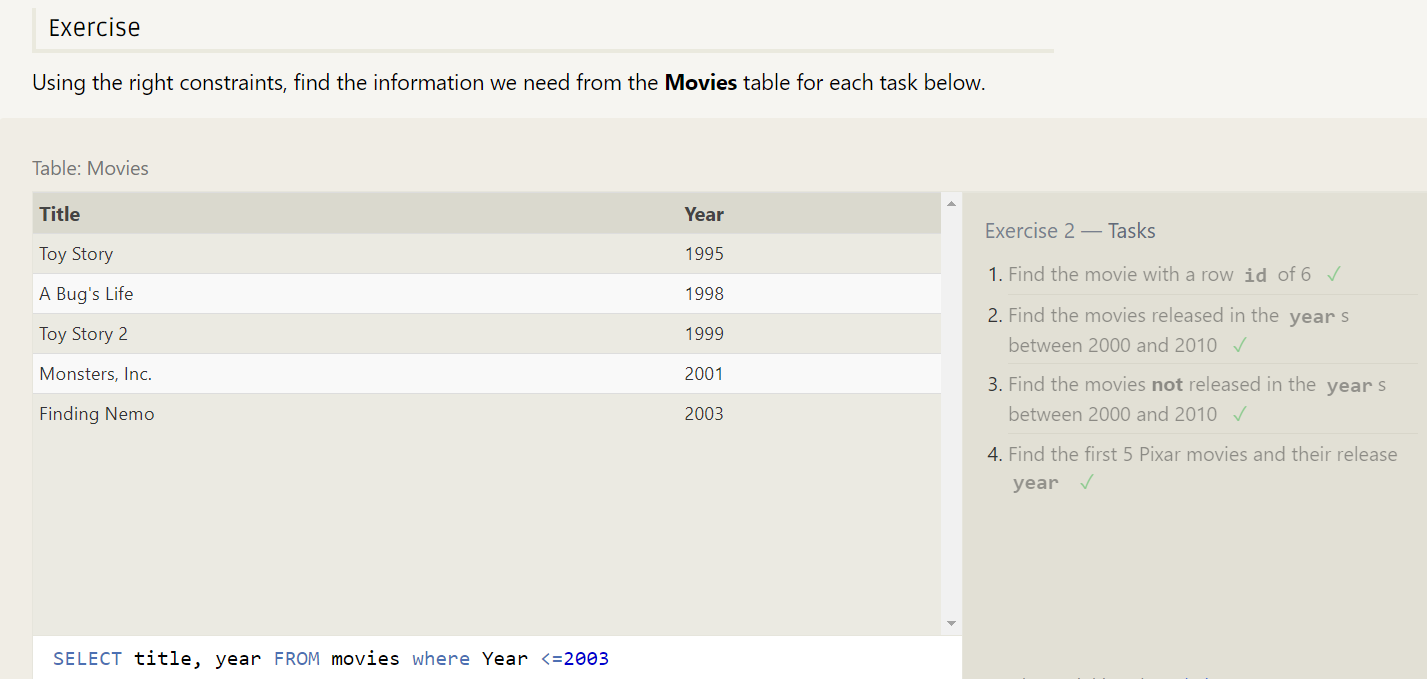 Exercise
Using the right constraints, find the information we need from the Movies table for each task below.
Table: Movies
Title Year
Toy Story 1995
A Bug's Life 1998
Toy Story 2 1999
Monsters, Inc. 2001
Finding Nemo 2003
SELECT title, year FROM movies where Year <=2003
Exercise 2 — Tasks
1. Find the movie with a row id of 6 ✓
2. Find the movies released in the year s
between 2000 and 2010 ✓
3. Find the movies not released in the year s
between 2000 and 2010 ✓
4. Find the first 5 Pixar movies and their release
year ✓